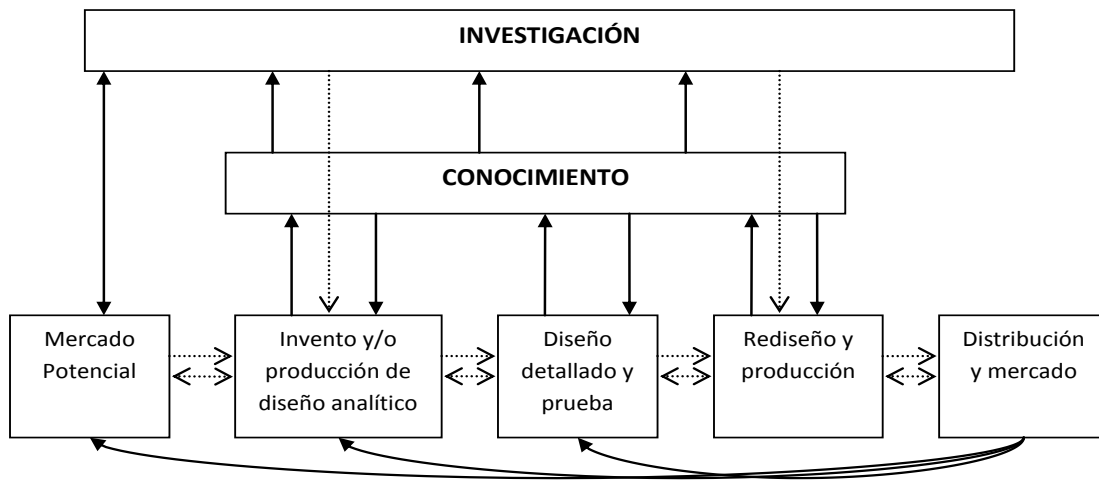 INVESTIGACIÓN
CONOCIMIENTO
Mercado
Potencial
Invento y/o
producción de
diseño analítico
Diseño
detallado y
prueba
Rediseño y
producción
Distribución
y mercado